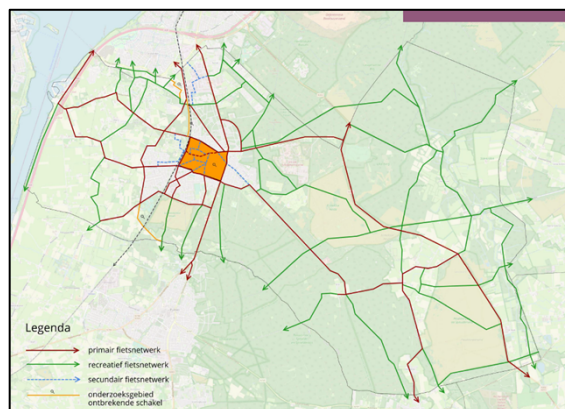 Legenda
primair fietsnetwerk
recreatief fietsnetwerk
secundair fietsnetwerk
onderzoeksgebied
ontbrekende schakel